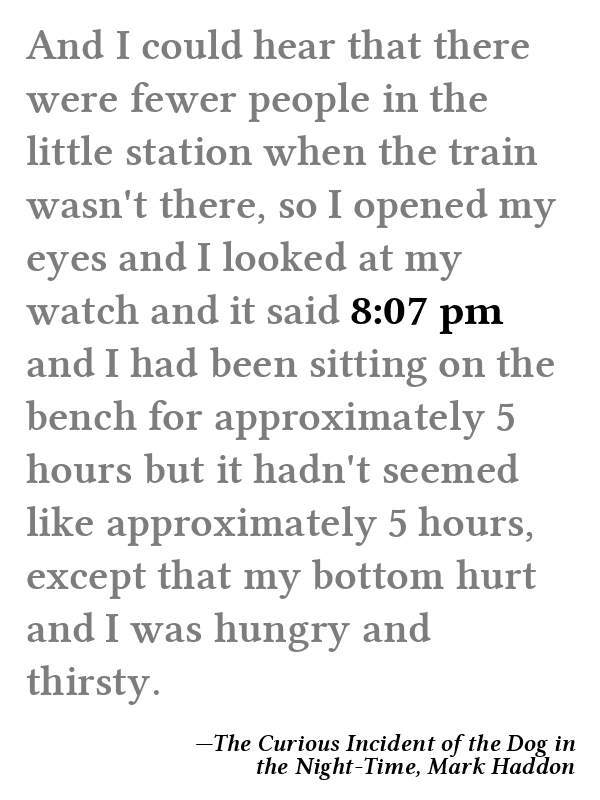 And I could hear that there
were fewer people in the
little station when the train
wasn't there, so I opened my
eyes and I looked at my
watch and it said 8:07 pm
and I had been sitting on the
bench for approximately 5
hours but it hadn't seemed
like approximately 5 hours,
except that my bottom hurt
and I was hungry and
thirsty.
—The Curious Incident of the Dog in
the Night-Time, Mark Haddon